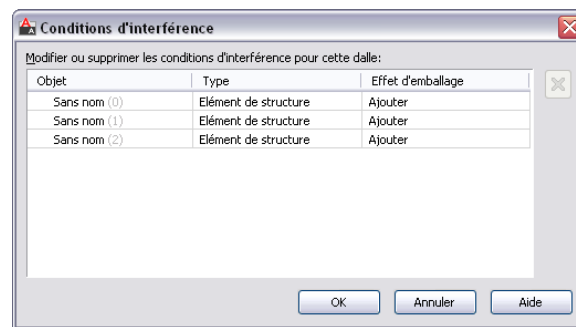 Conditions d'interférence
Modifier ou supprimer les conditions d'interférence pour cette dalle:
Objet Type Effet d'emballage
Sans nom (0) Elément de structure Ajouter
Sans nom (1) Elément de structure Ajouter
Sans nom (2) Elément de structure Ajouter
OK Annuler Aide